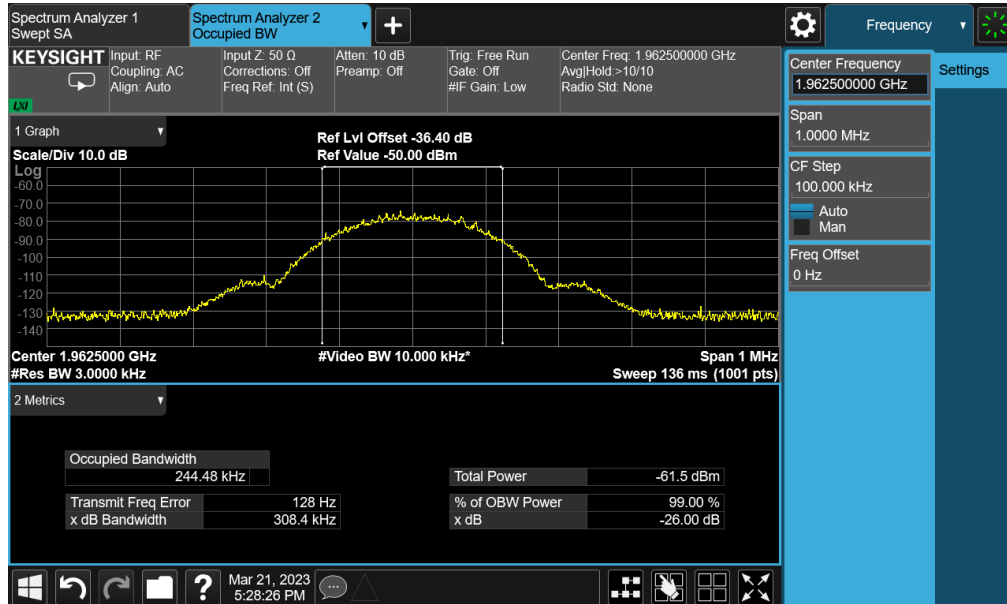 Spectrum Analyzer 1
Swept SA
Spectrum Analyzer 2
Occupied BW
+
Frequency
KEYSIGHT
LXI
Input: RF
Coupling: AC
Align: Auto
Input Z: 50 Ω
Corrections: Off
Freq Ref: Int (S)
Atten: 10 dB
Preamp: Off
Trig: Free Run
Gate: Off
#IF Gain: Low
Center Freq: 1.962500000 GHz
Avg|Hold:>10/10
Radio Std: None
Center Frequency
1.962500000 GHz
Settings
Span
1.0000 MHz
CF Step
100.000 kHz
Auto
Man
Freq Offset
0 Hz
1 Graph
Scale/Div 10.0 dB
Ref Lvl Offset -36.40 dB
Ref Value -50.00 dBm
Log
-60.0
-70.0
-80.0
-90.0
-100
-110
-120
-130
-140
Center 1.9625000 GHz
#Video BW 10.000 kHz*
Span 1 MHz
#Res BW 3.0000 kHz
Sweep 136 ms (1001 pts)
2 Metrics
Occupied Bandwidth
244.48 kHz
Total Power -61.5 dBm
Transmit Freq Error 128 Hz
% of OBW Power 99.00 %
x dB Bandwidth 308.4 kHz
x dB -26.00 dB
?
Mar 21, 2023
5:28:26 PM